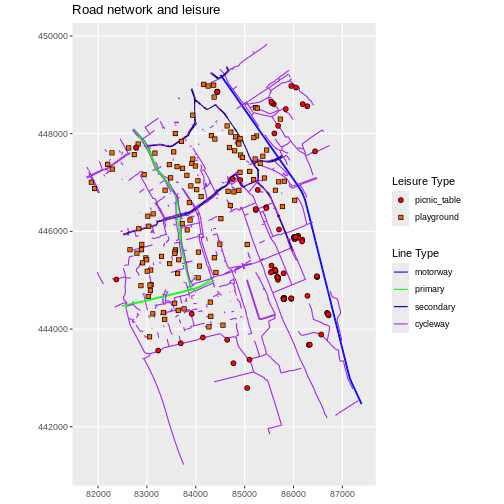 Road network and leisure
450000
448000
446000
444000
442000
82000 83000 84000 85000 86000 87000
Leisure Type
picnic_table
playground
Line Type
motorway
primary
secondary
cycleway